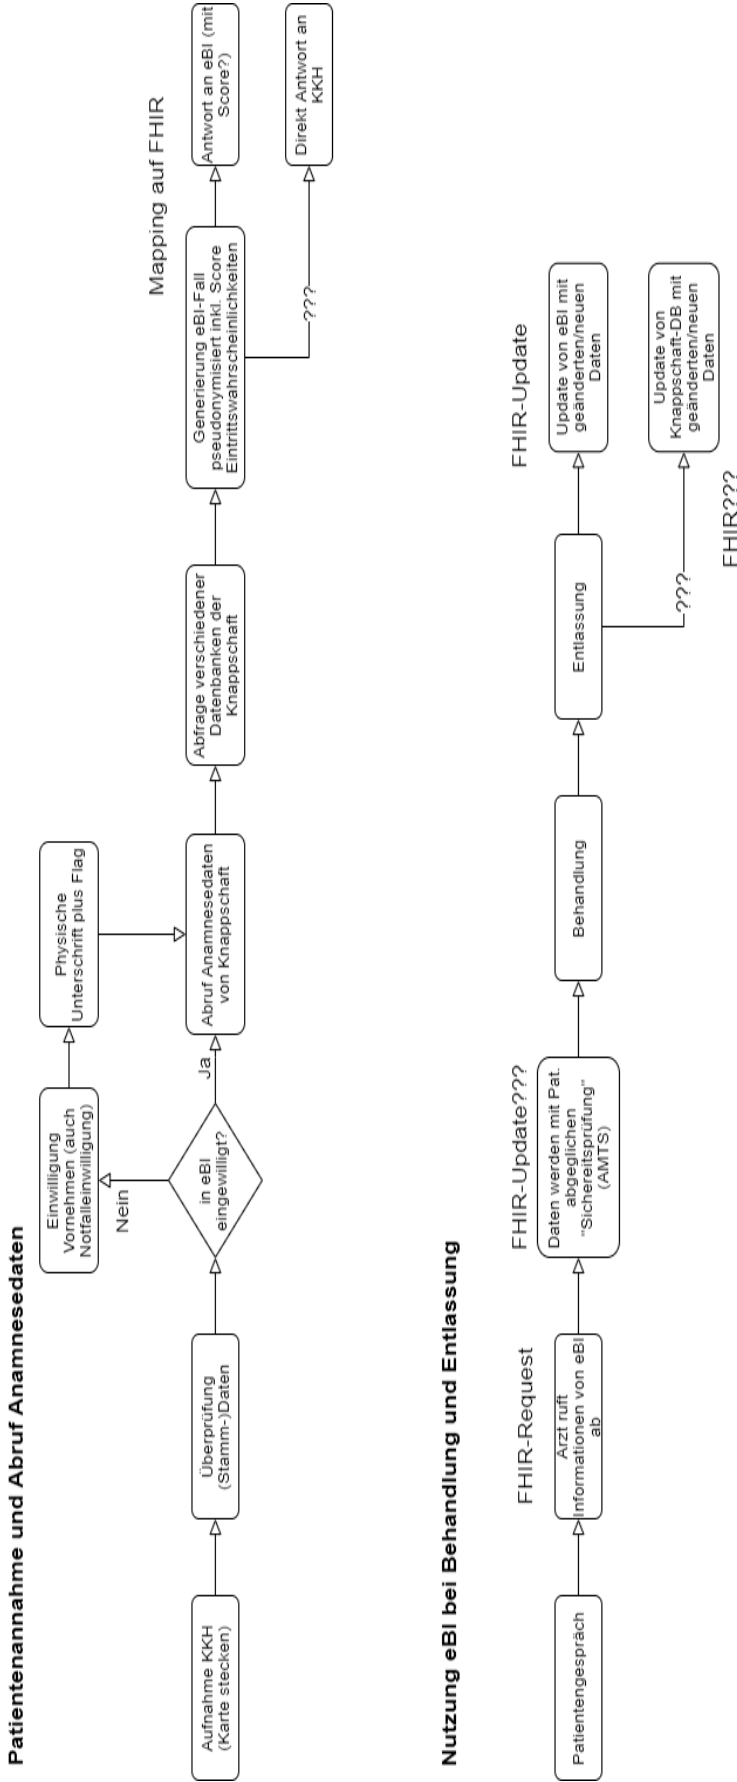 Patientenannahme und Abruf Anamnesedaten
Aufnahme KKH
(Karte stecken)
Überprüfung
(Stamm-)Daten
in eBI
eingewilligt?
Nein
Einwilligung
Vornehmen (auch
Notfalleinwilligung)
Physische
Unterschrift plus Flag
Ja
Abruf Anamnesedaten
von Knappschaft
Abfrage verschiedener
Datenbanken der
Knappschaft
Generierung eBI-Fall
pseudonymisiert inkl. Score
Eintrittswahrscheinlichkeiten
Mapping auf FHIR
Antwort an eBI (mit
Score?)
???
Direkt Antwort an
KKH
Nutzung eBI bei Behandlung und Entlassung
Patientengespräch
FHIR-Request
Arzt ruft
Informationen von eBI
ab
FHIR-Update???
Daten werden mit Pat.
abgeglichen
"Sichereitsprüfung"
(AMTS)
Behandlung
Entlassung
FHIR-Update
Update von eBI mit
geänderten/neuen
Daten
???
Update von
Knappschaft-DB mit
geänderten/neuen
Daten
FHIR???